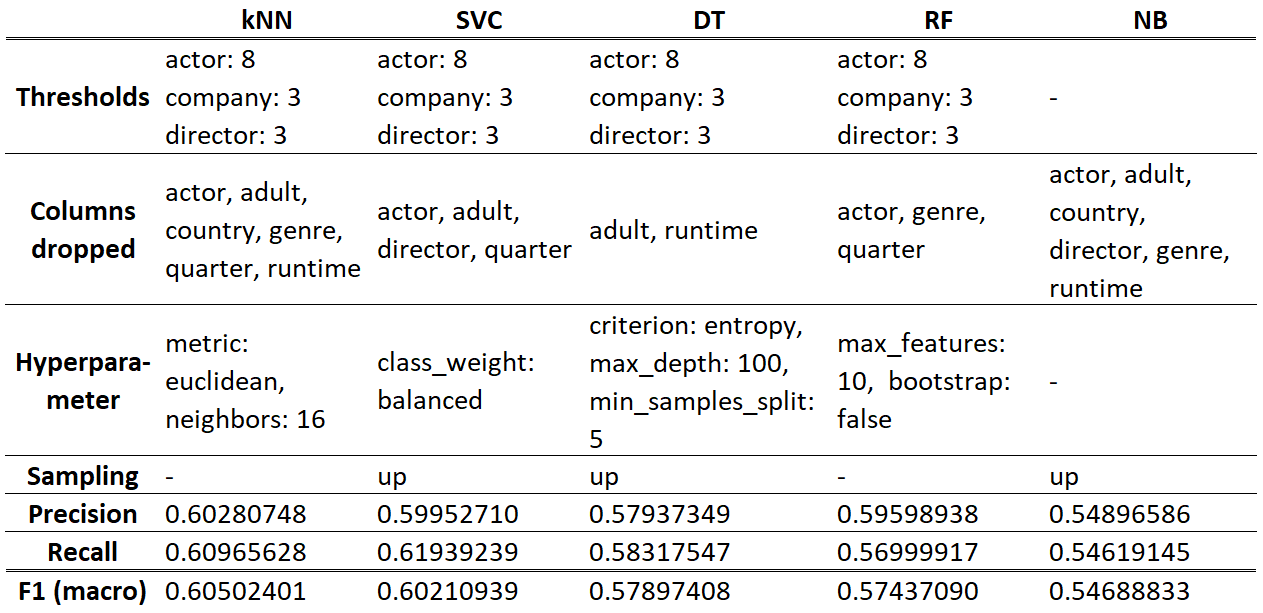 kNN SVC DT RF NB
Thresholds
actor: 8
company: 3
director: 3
actor: 8
company: 3
director: 3
actor: 8
company: 3
director: 3
actor: 8
company: 3
director: 3
-
Columns
dropped
actor, adult,
country, genre,
quarter, runtime
actor, adult,
director, quarter
adult, runtime
actor, genre,
quarter
actor, adult,
country,
director, genre,
runtime
Hyperpara-
meter
metric:
euclidean,
neighbors: 16
class_weight:
balanced
criterion: entropy,
max_depth: 100,
min_samples_split:
5
max_features:
10, bootstrap:
false
-
Sampling - up up - up
Precision 0.60280748 0.59952710 0.57937349 0.59598938 0.54896586
Recall 0.60965628 0.61939239 0.58317547 0.56999917 0.54619145
F1 (macro) 0.60502401 0.60210939 0.57897408 0.57437090 0.54688833